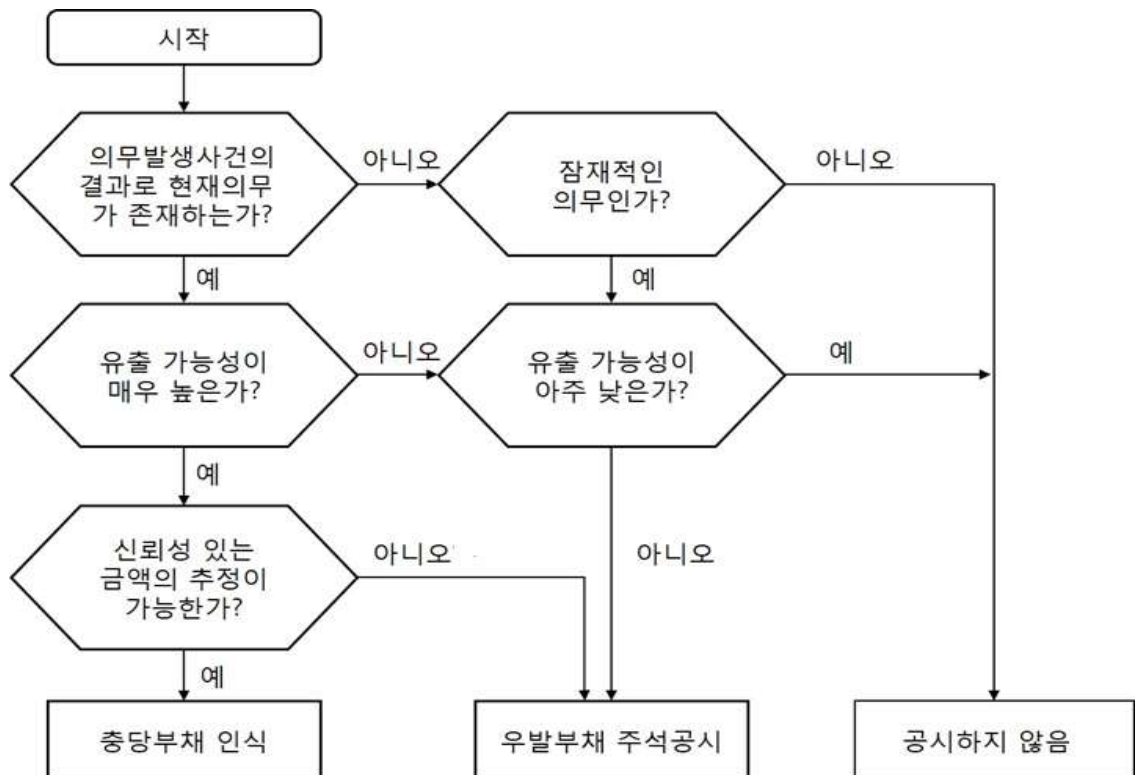 시작
의무발생사건의
결과로 현재의무
가 존재하는가?
아니오
잠재적인
의무인가?
아니오
예
예
유출 가능성이
매우 높은가?
아니오
유출 가능성이
아주 낮은가?
예
예
신뢰성 있는
금액의 추정이
가능한가?
아니오
아니오
예
충당부채 인식
우발부채 주석공시
공시하지 않음